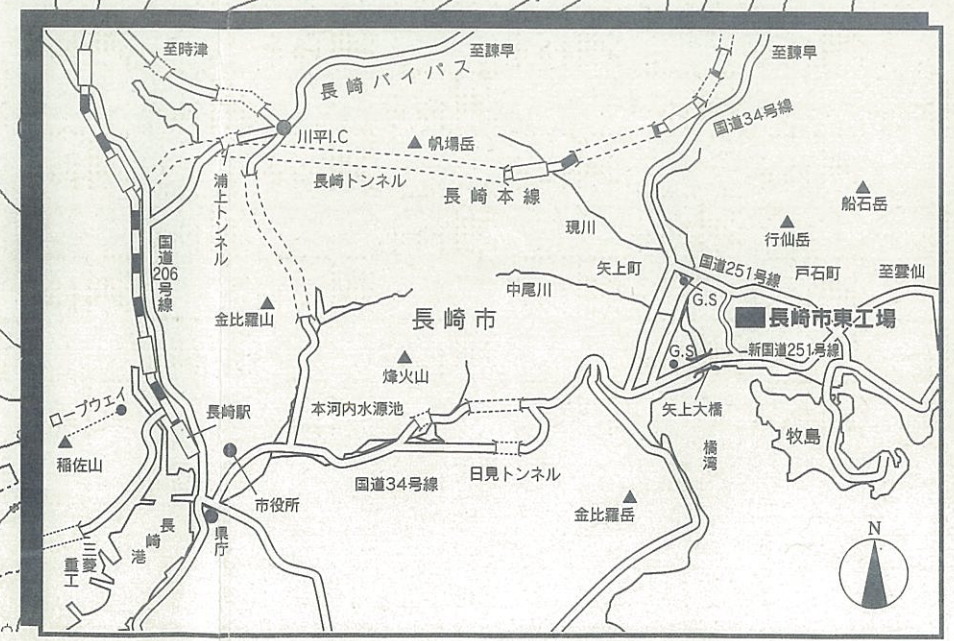 至時津
至諫早
至諫早
長崎バイパス
国道34号線
川平I.C
帆場岳
長崎トンネル
長崎本線
浦上トンネル
船石岳
現川
行仙岳
国道206号線
矢上町
国道251号線
戸石町
至雲仙
中尾川
G.S
金比羅山
長崎市
長崎市東工場
烽火山
G.S
新国道251号線
ロープウェイ
長崎駅
本河内水源池
矢上大橋
稲佐山
橘湾
牧島
日見トンネル
国道34号線
市役所
金比羅岳
県庁
長崎港
三菱重工
N